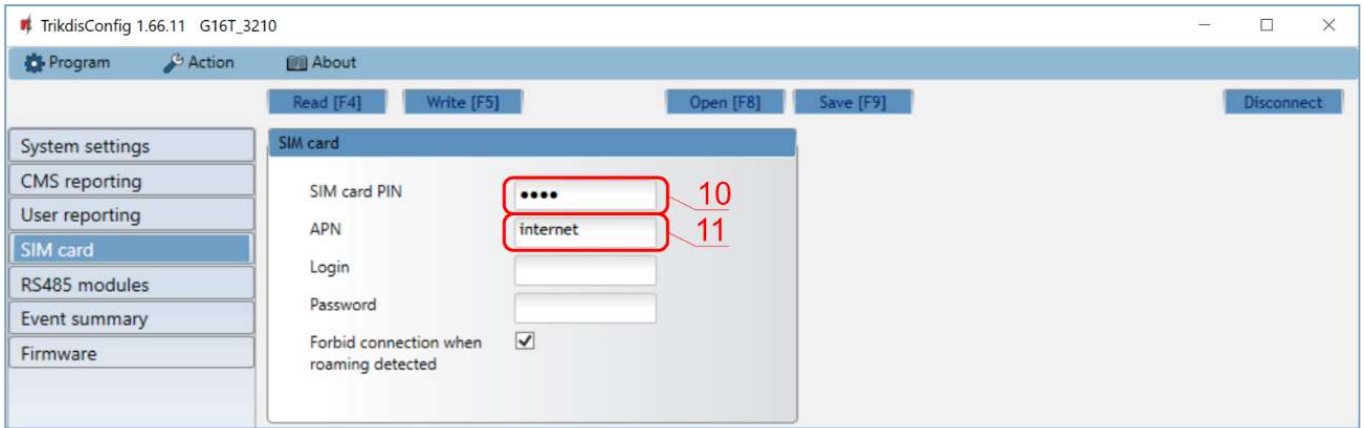 TrikdisConfig 1.66.11 G16T_3210
Program Action About
Read [F4] Write [F5] Open [F8] Save [F9] Disconnect
System settings
CMS reporting
User reporting
SIM card
RS485 modules
Event summary
Firmware
SIM card
SIM card PIN •••• 10
APN internet 11
Login
Password
Forbid connection when
roaming detected